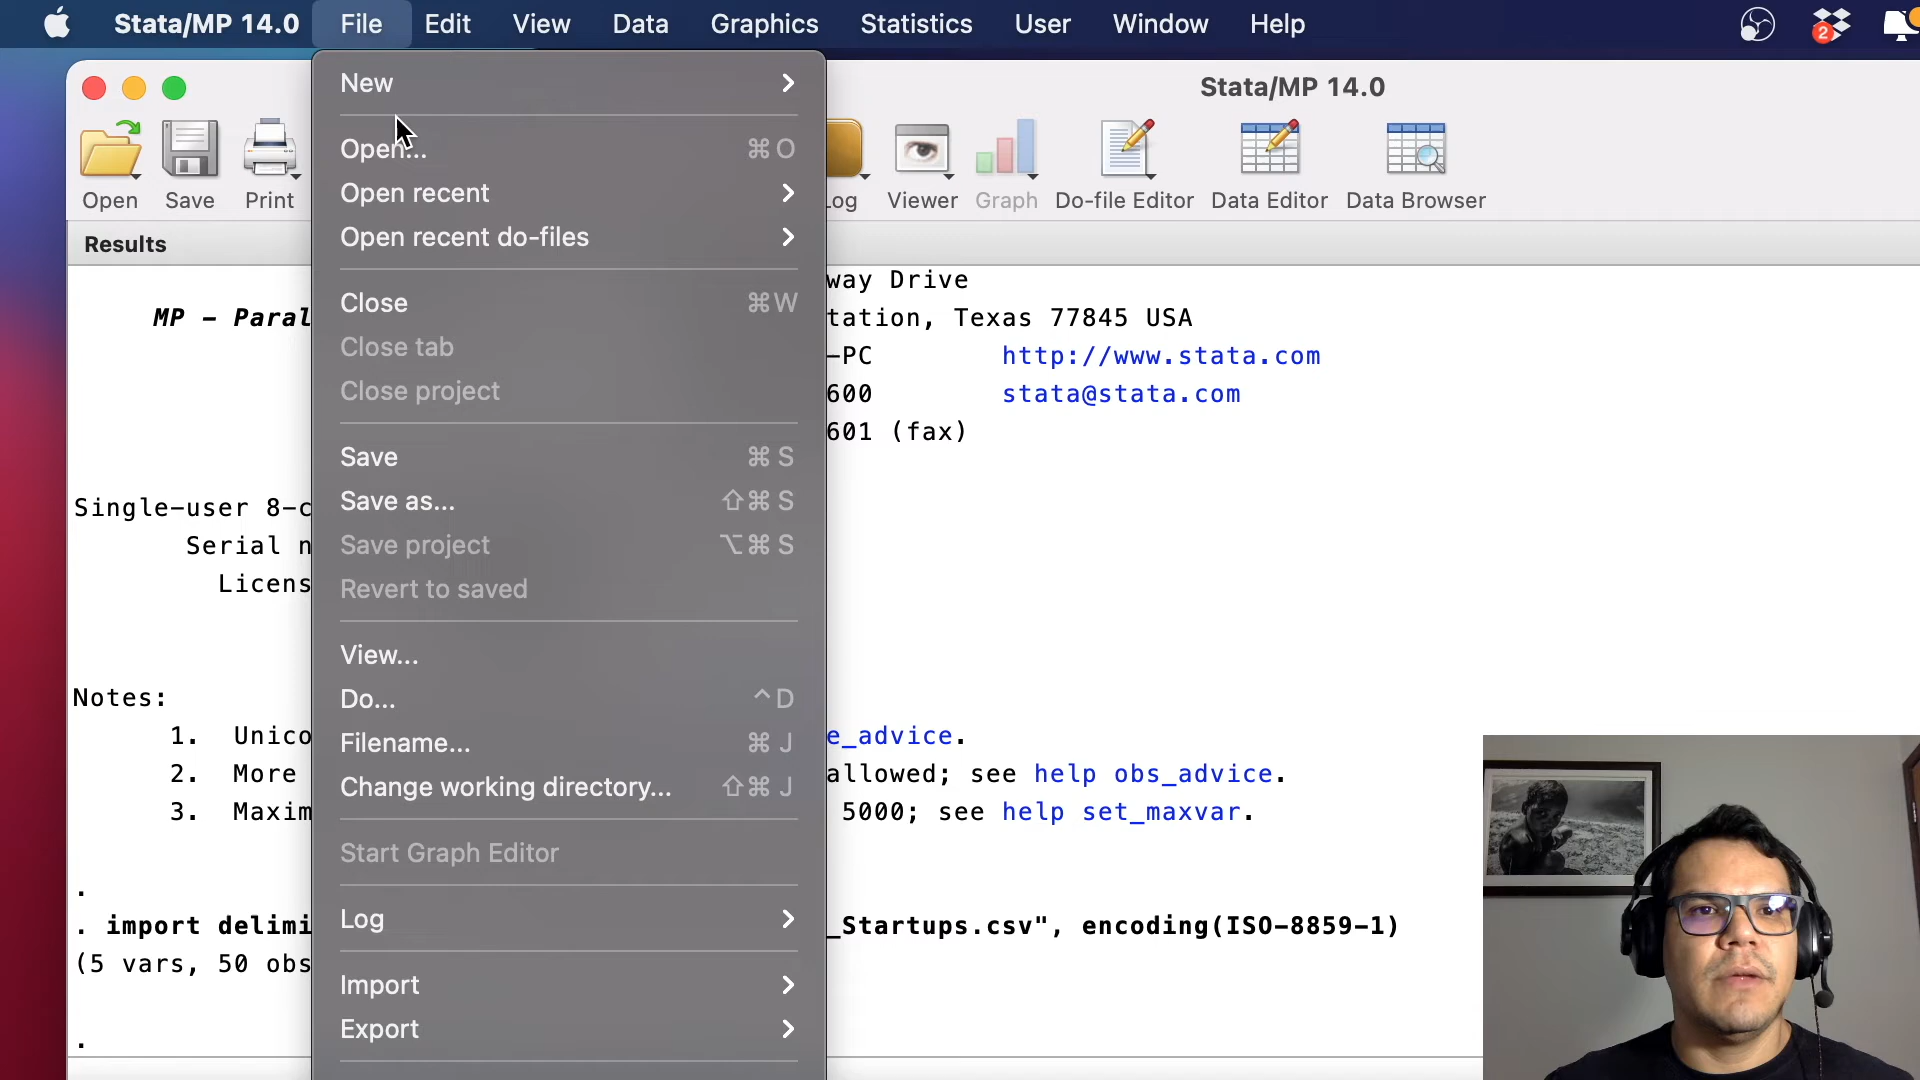 Stata/MP 14.0 File Edit View Data Graphics Statistics User Window Help
2
Stata/MP 14.0
New
Open... ⌘ O
Open recent
Open recent do-files
Close ⌘W
Close tab
Close project
Save ⌘ S
Save as... ⇧⌘ S
Save project ⌥⌘ S
Revert to saved
View...
Do... ^ D
Filename... ⌘ J
Change working directory... ⇧⌘ J
Start Graph Editor
Log
Import
Export
Open Save Print Log Viewer Graph Do-file Editor Data Editor Data Browser
Results
way Drive
MP - Paral tation, Texas 77845 USA
-PC http://www.stata.com
600 stata@stata.com
601 (fax)
Single-user 8-c
Serial n
Licens
Notes:
1. Unico e_advice.
2. More allowed; see help obs_advice.
3. Maxim 5000; see help set_maxvar.
.
. import delimi _Startups.csv", encoding(ISO-8859-1)
(5 vars, 50 obs
.